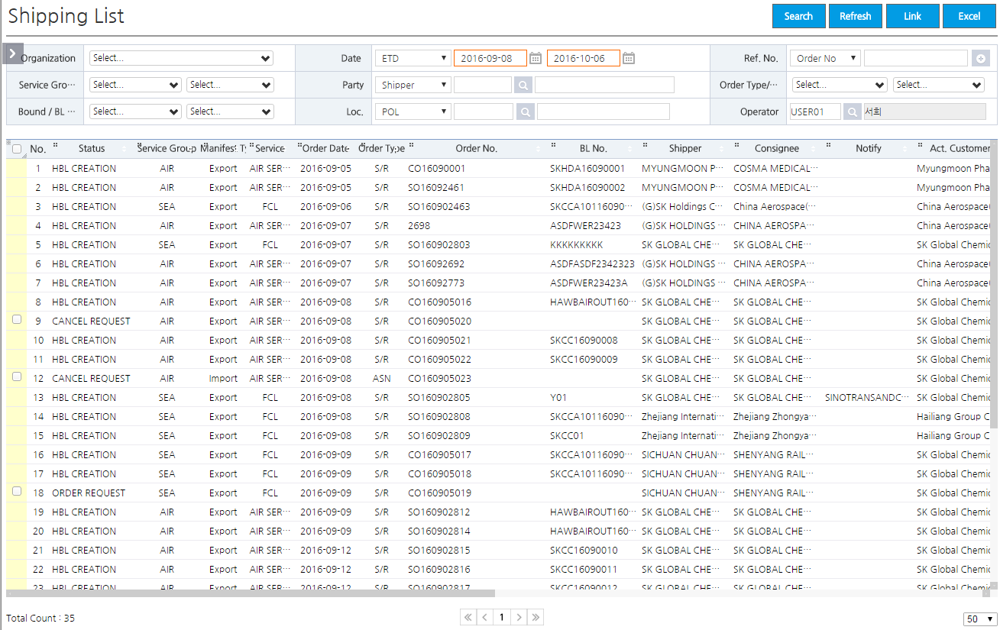 Shipping List
Search Refresh Link Excel
Organization Select... Date ETD 2016-09-08 2016-10-06 Ref. No. Order No
Service Gro··· Select... Select... Party Shipper Order Type/··· Select... Select...
Bound / BL ··· Select... Select... Loc. POL Operator USER01 서희
No. Status Service Group Manifest Ty Service Order Date Order Type Order No. BL No. Shipper Consignee Notify Act. Customer
1 HBL CREATION AIR Export AIR SER··· 2016-09-05 S/R CO16090001 SKHDA16090001 MYUNGMOON P··· COSMA MEDICAL··· Myungmoon Pha
2 HBL CREATION AIR Export AIR SER··· 2016-09-05 S/R SO16092461 SKHDA16090002 MYUNGMOON P··· COSMA MEDICAL··· Myungmoon Pha
3 HBL CREATION SEA Export FCL 2016-09-06 S/R SO160902463 SKCCA10116090··· (G)SK Holdings C··· China Aerospace(··· China Aerospace(
4 HBL CREATION AIR Export AIR SER··· 2016-09-07 S/R 2698 ASDFWER23423 (G)SK HOLDINGS ··· CHINA AEROSPA··· China Aerospace(
5 HBL CREATION SEA Export FCL 2016-09-07 S/R SO160902803 KKKKKKKKK SK GLOBAL CHE··· SK GLOBAL CHE··· SK Global Chemic
6 HBL CREATION AIR Export AIR SER··· 2016-09-07 S/R SO16092692 ASDFASDF2342323 (G)SK HOLDINGS ··· CHINA AEROSPA··· China Aerospace(
7 HBL CREATION AIR Export AIR SER··· 2016-09-07 S/R SO16092773 ASDFWER23423A (G)SK HOLDINGS ··· CHINA AEROSPA··· China Aerospace(
8 HBL CREATION AIR Export AIR SER··· 2016-09-08 S/R CO160905016 HAWBAIROUT160··· SK GLOBAL CHE··· SK GLOBAL CHE··· SK Global Chemic
9 CANCEL REQUEST AIR Export AIR SER··· 2016-09-08 S/R CO160905020 SK GLOBAL CHE··· SK GLOBAL CHE··· SK Global Chemic
10 HBL CREATION AIR Export AIR SER··· 2016-09-08 S/R CO160905021 SKCC16090008 SK GLOBAL CHE··· SK GLOBAL CHE··· SK Global Chemic
11 HBL CREATION AIR Export AIR SER··· 2016-09-08 S/R CO160905022 SKCC16090009 SK GLOBAL CHE··· SK GLOBAL CHE··· SK Global Chemic
12 CANCEL REQUEST AIR Import AIR SER··· 2016-09-08 ASN CO160905023 SK GLOBAL CHE··· SK GLOBAL CHE··· SK Global Chemic
13 HBL CREATION SEA Export FCL 2016-09-08 S/R SO160902805 Y01 SK GLOBAL CHE··· SK GLOBAL CHE··· SINOTRANSANDC··· SK Global Chemic
14 HBL CREATION SEA Export FCL 2016-09-08 S/R SO160902808 SKCCA10116090··· Zhejiang Internati··· Zhejiang Zhongya··· Hailiang Group C
15 HBL CREATION SEA Export FCL 2016-09-08 S/R SO160902809 SKCC01 Zhejiang Internati··· Zhejiang Zhongya··· Hailiang Group C
16 HBL CREATION SEA Export FCL 2016-09-09 S/R CO160905017 SKCCA10116090··· SICHUAN CHUAN··· SHENYANG RAIL··· SK Global Chemic
17 HBL CREATION SEA Export FCL 2016-09-09 S/R CO160905018 SKCCA10116090··· SICHUAN CHUAN··· SHENYANG RAIL··· SK Global Chemic
18 ORDER REQUEST SEA Export FCL 2016-09-09 S/R CO160905019 SICHUAN CHUAN··· SHENYANG RAIL··· SK Global Chemic
19 HBL CREATION AIR Export AIR SER··· 2016-09-09 S/R SO160902812 HAWBAIROUT160··· SK GLOBAL CHE··· SK GLOBAL CHE··· SK Global Chemic
20 HBL CREATION AIR Export AIR SER··· 2016-09-09 S/R SO160902814 HAWBAIROUT160··· SK GLOBAL CHE··· SK GLOBAL CHE··· SK Global Chemic
21 HBL CREATION AIR Export AIR SER··· 2016-09-12 S/R SO160902815 SKCC16090010 SK GLOBAL CHE··· SK GLOBAL CHE··· SK Global Chemic
22 HBL CREATION AIR Export AIR SER··· 2016-09-12 S/R SO160902816 SKCC16090011 SK GLOBAL CHE··· SK GLOBAL CHE··· SK Global Chemic
23 HBL CREATION AIR Export AIR SER··· 2016-09-12 S/R SO160902817 SKCC16090012 SK GLOBAL CHE··· SK GLOBAL CHE··· SK Global Chemic
Total Count : 35 1 50